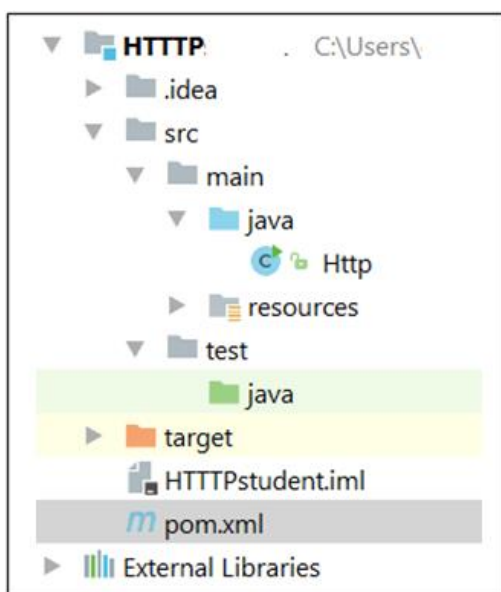 HTTTP . C:\Users\
.idea
src
main
java
C Http
resources
test
java
target
HTTTPstudent.iml
m pom.xml
External Libraries